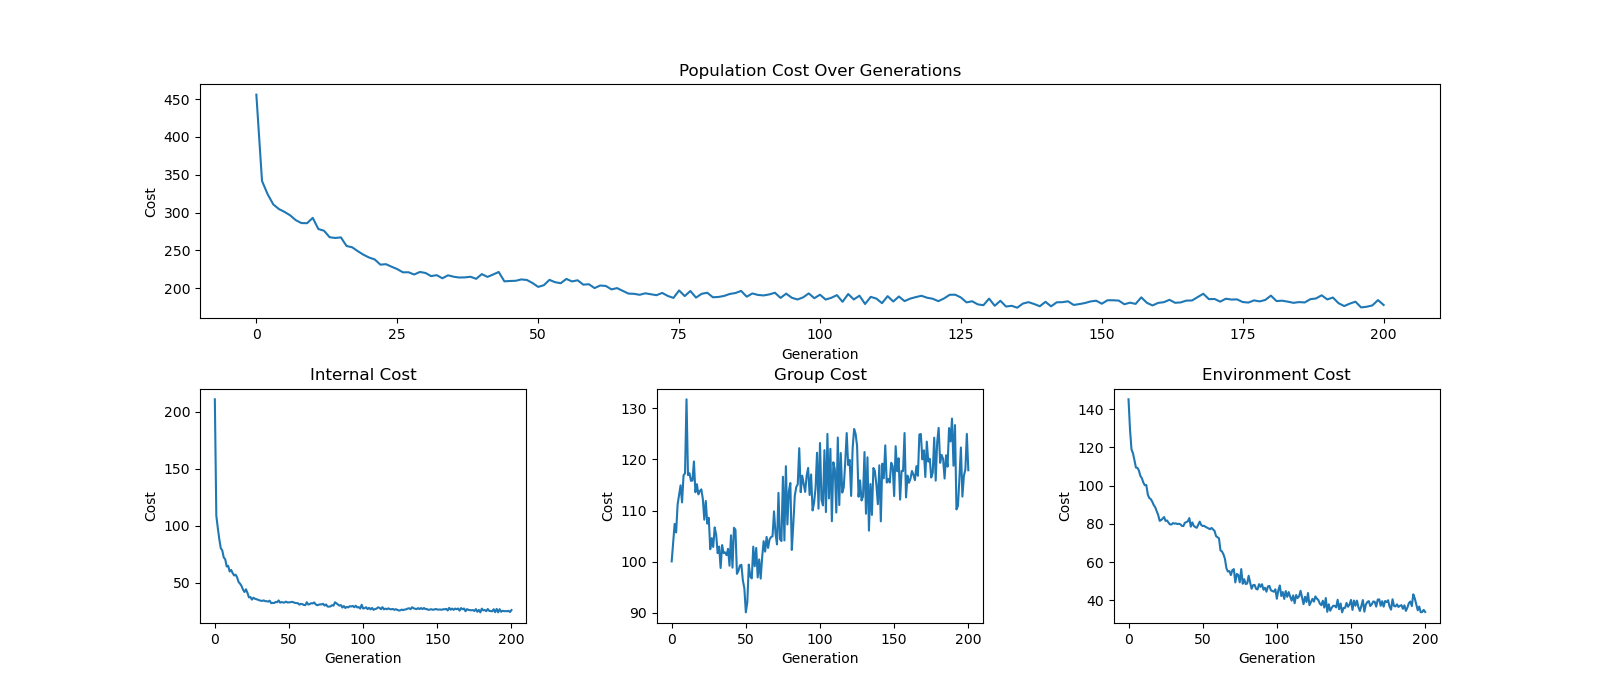 Population Cost Over Generations
Cost
450
400
350
300
250
200
0 25 50 75 100 125 150 175 200
Generation
Internal Cost
Cost
200
150
100
50
0 50 100 150 200
Generation
Group Cost
Cost
130
120
110
100
90
0 50 100 150 200
Generation
Environment Cost
Cost
140
120
100
80
60
40
0 50 100 150 200
Generation